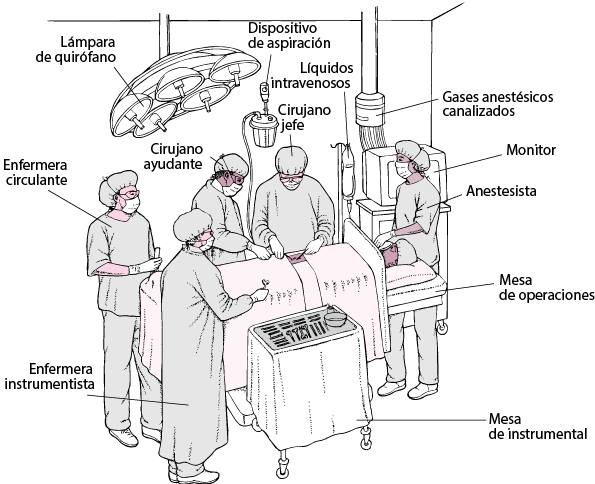 Lámpara
de quirófano
Dispositivo
de aspiración
Líquidos
intravenosos
Cirujano
jefe
Gases anestésicos
canalizados
Cirujano
ayudante
Monitor
Enfermera
circulante
Anestesista
Mesa
de operaciones
Enfermera
instrumentista
Mesa
de instrumental